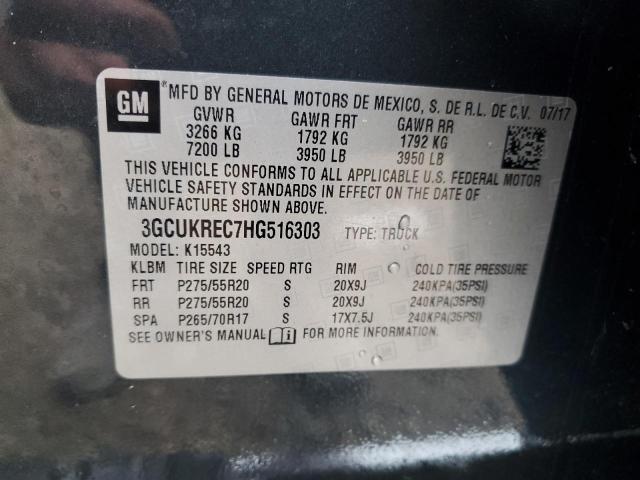 GM ® MFD BY GENERAL MOTORS DE MEXICO, S. DE R.L. DE C.V. 07/17
GVWR GAWR FRT GAWR RR
3266 KG 1792 KG 1792 KG
7200 LB 3950 LB 3950 LB
THIS VEHICLE CONFORMS TO ALL APPLICABLE U.S. FEDERAL MOTOR
VEHICLE SAFETY STANDARDS IN EFFECT ON THE DATE OF
MANUFACTURE SHOWN ABOVE.
3GCUKREC7HG516303 TYPE: TRUCK
MODEL: K15543
KLBM TIRE SIZE SPEED RTG RIM COLD TIRE PRESSURE
FRT P275/55R20 S 20X9J 240KPA(35PSI)
RR P275/55R20 S 20X9J 240KPA(35PSI)
SPA P265/70R17 S 17X7.5J 240KPA(35PSI)
SEE OWNER'S MANUAL FOR MORE INFORMATION.